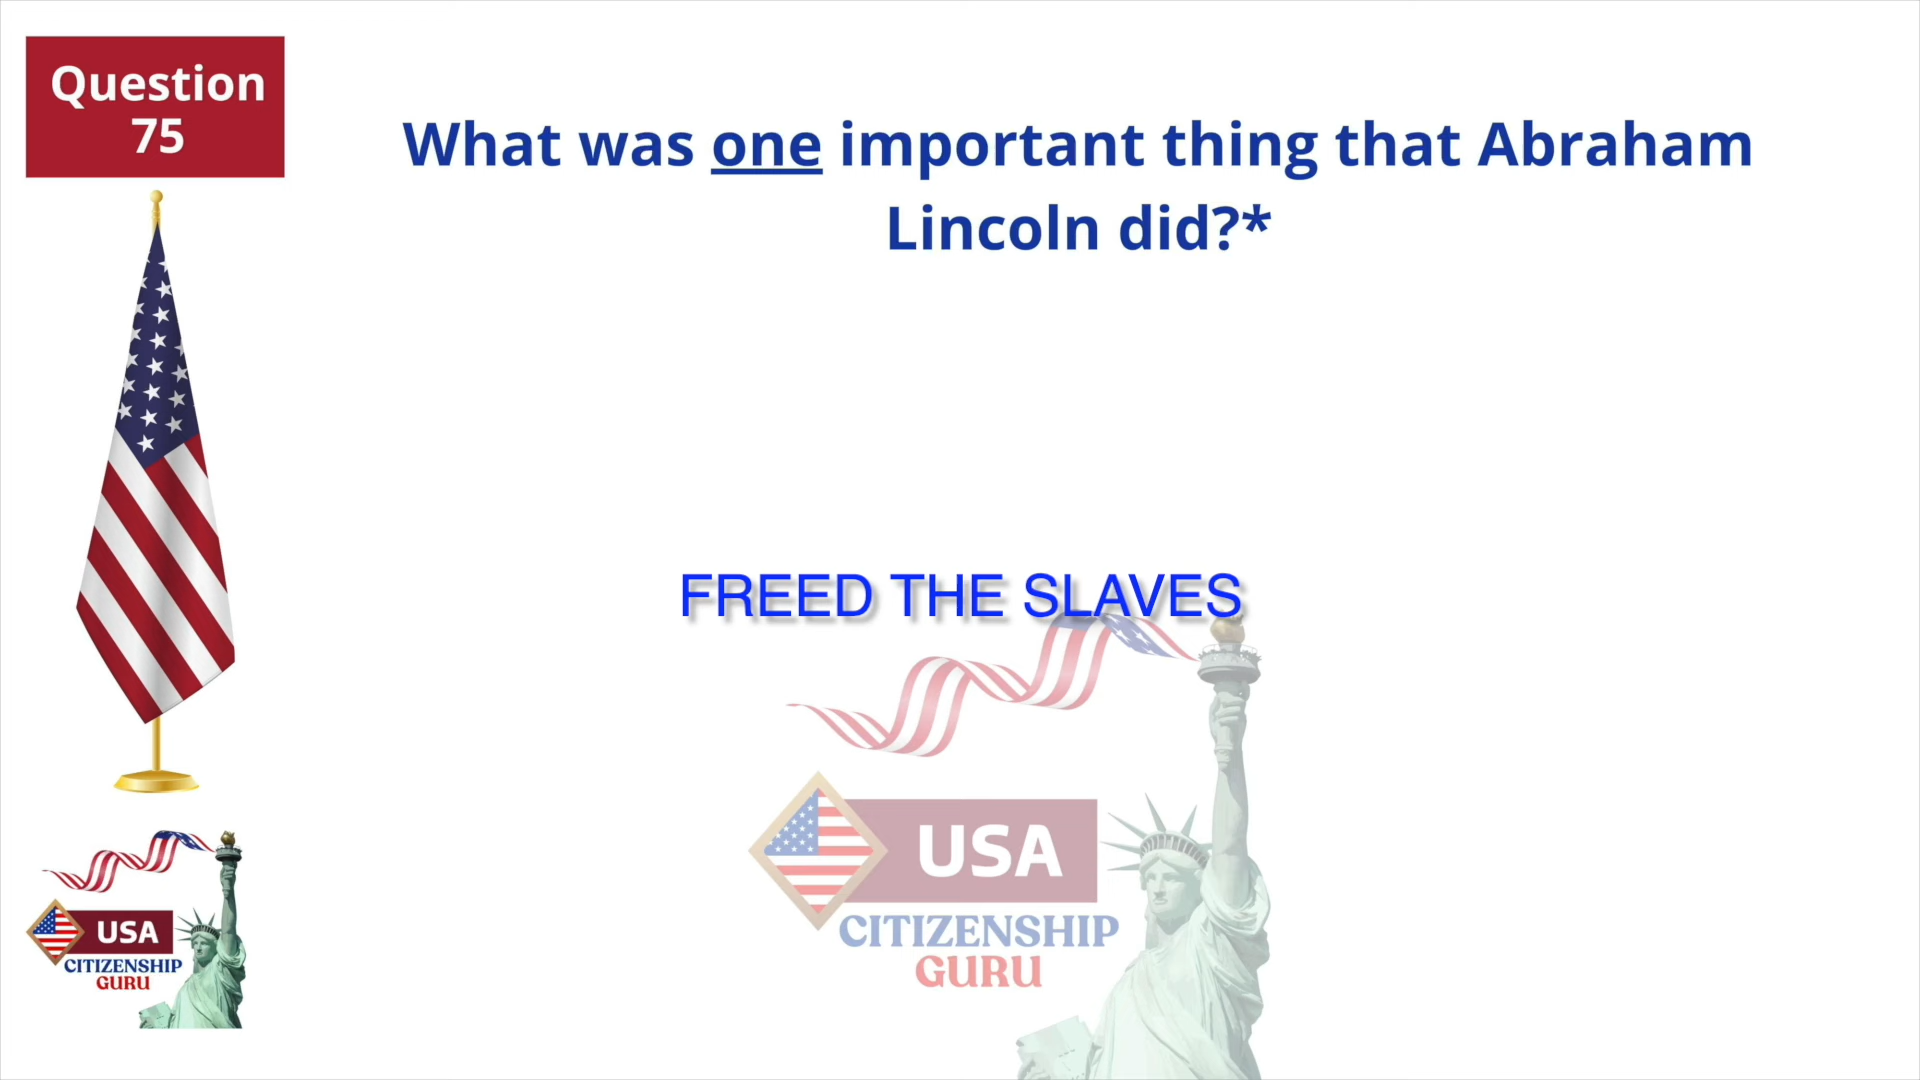 Question
75
What was one important thing that Abraham
Lincoln did?*
FREED THE SLAVES
USA
CITIZENSHIP
GURU
USA
CITIZENSHIP
GURU